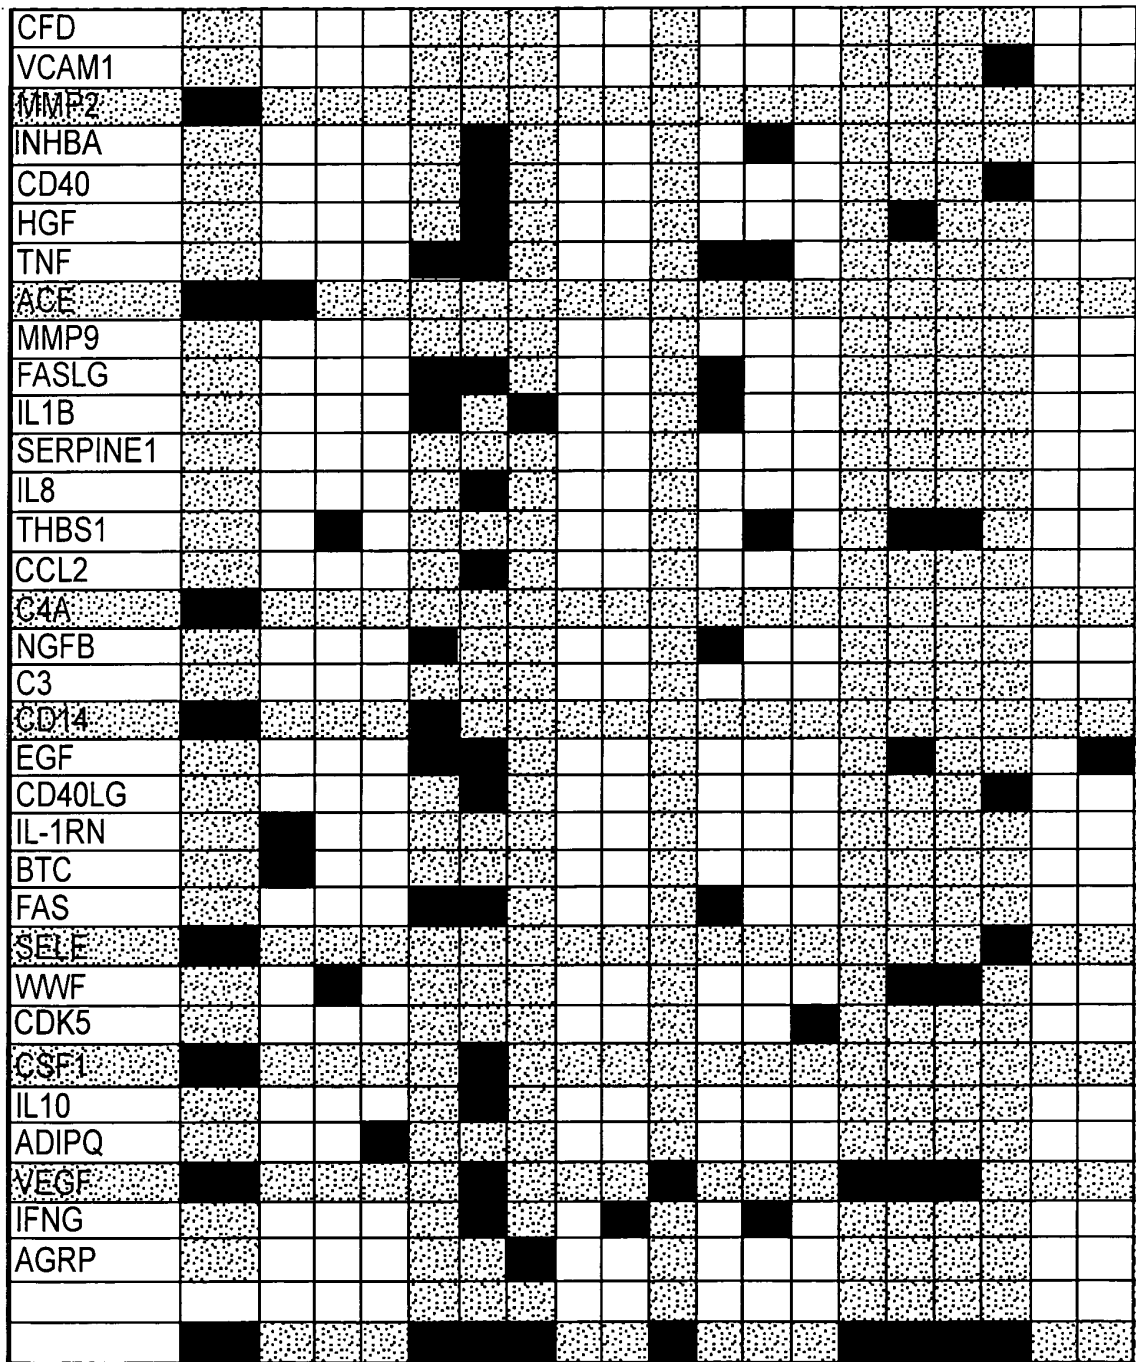 CFD
VCAM1
MMP2
INHBA
CD40
HGF
TNF
ACE
MMP9
FASLG
IL1B
SERPINE1
IL8
THBS1
CCL2
C4A
NGFB
C3
CD14
EGF
CD40LG
IL-1RN
BTC
FAS
SELE
WWF
CDK5
CSF1
IL10
ADIPQ
VEGF
IFNG
AGRP